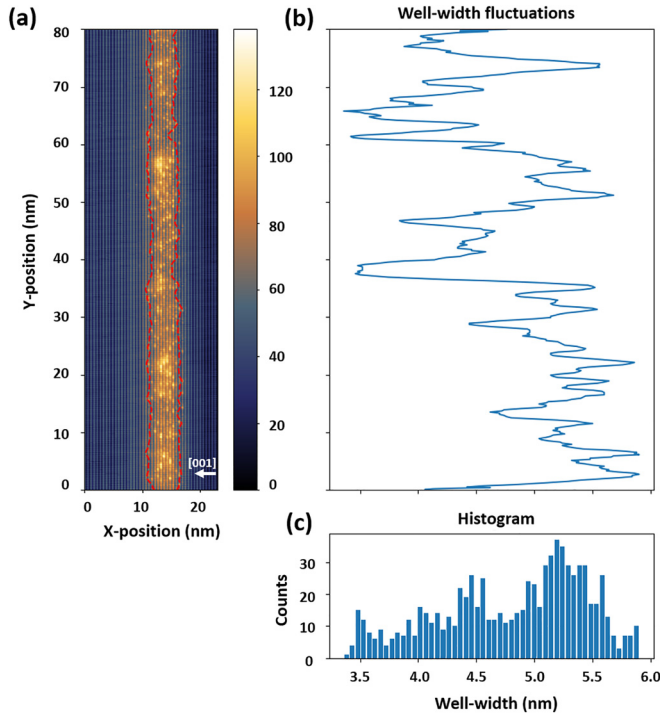 (a)
80
70
60
50
40
30
20
10
0
Y-position (nm)
0 10 20
X-position (nm)
[001]
120
100
80
60
40
20
0
Well-width fluctuations
(b)
(c)
Histogram
30
20
10
0
Counts
3.5 4.0 4.5 5.0 5.5 6.0
Well-width (nm)